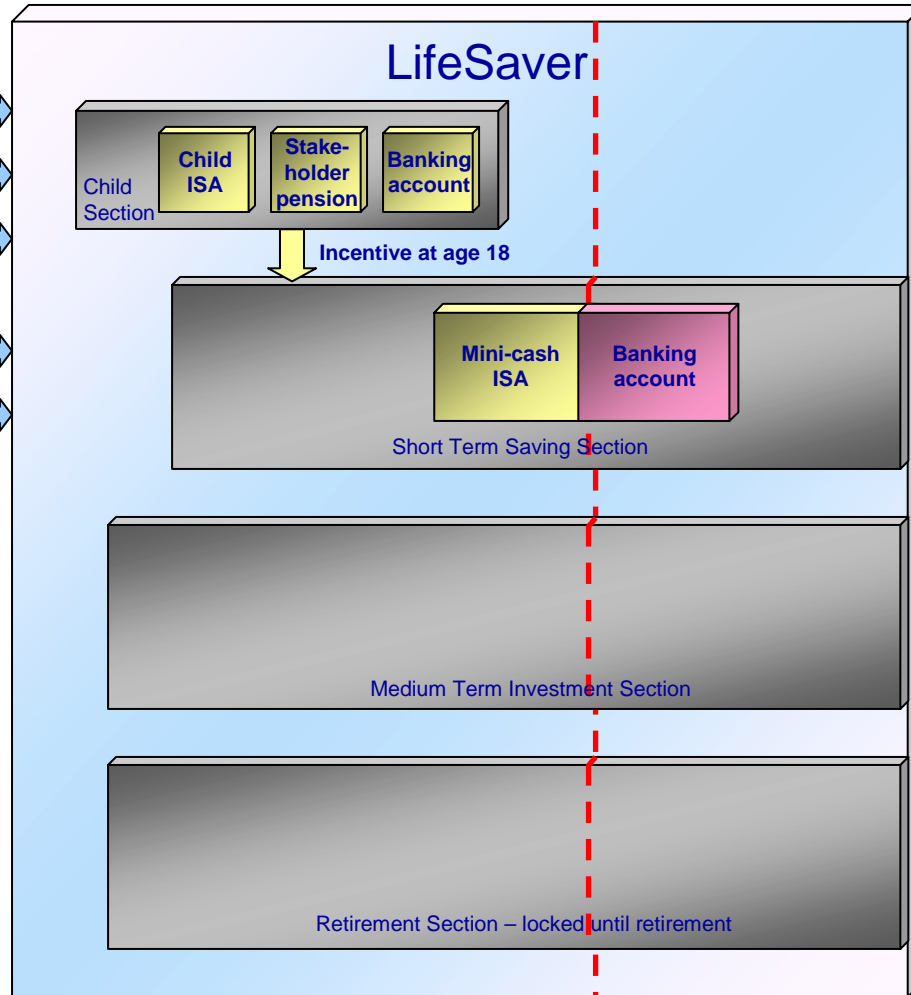 LifeSaver
Child
Section
Child
ISA
Stake-
holder
pension
Banking
account
Incentive at age 18
Mini-cash
ISA
Banking
account
Short Term Saving Section
Medium Term Investment Section
Retirement Section – locked until retirement